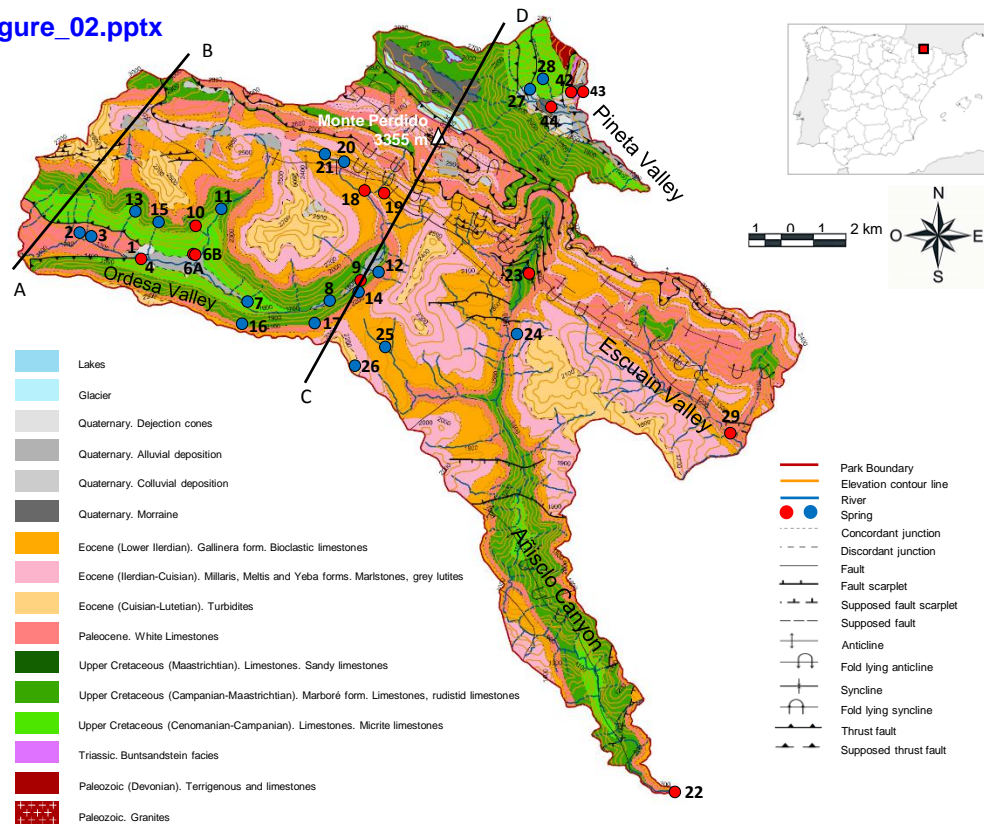 gure_02.pptx
B
D
28
42
43
27
44
Monte Perdido
3355 m
Pineta Valley
20
21
18
19
13
15
10
11
2
3
1
4
6B
6A
9
12
14
23
N
O
E
S
1 0 1 2 km
A
Ordesa Valley
7
8
16
17
25
26
24
C
Escuain Valley
29
Añisclo Canyon
22
Lakes
Glacier
Quaternary. Dejection cones
Quaternary. Alluvial deposition
Quaternary. Colluvial deposition
Quaternary. Morraine
Eocene (Lower Ilerdian). Gallinera form. Bioclastic limestones
Eocene (Ilerdian-Cuisian). Millaris, Meltis and Yeba forms. Marlstones, grey lutites
Eocene (Cuisian-Lutetian). Turbidites
Paleocene. White Limestones
Upper Cretaceous (Maastrichtian). Limestones. Sandy limestones
Upper Cretaceous (Campanian-Maastrichtian). Marboré form. Limestones, rudistid limestones
Upper Cretaceous (Cenomanian-Campanian). Limestones. Micrite limestones
Triassic. Buntsandstein facies
Paleozoic (Devonian). Terrigenous and limestones
Paleozoic. Granites
Park Boundary
Elevation contour line
River
Spring
Concordant junction
Discordant junction
Fault
Fault scarplet
Supposed fault scarplet
Supposed fault
Anticline
Fold lying anticline
Syncline
Fold lying syncline
Thrust fault
Supposed thrust fault